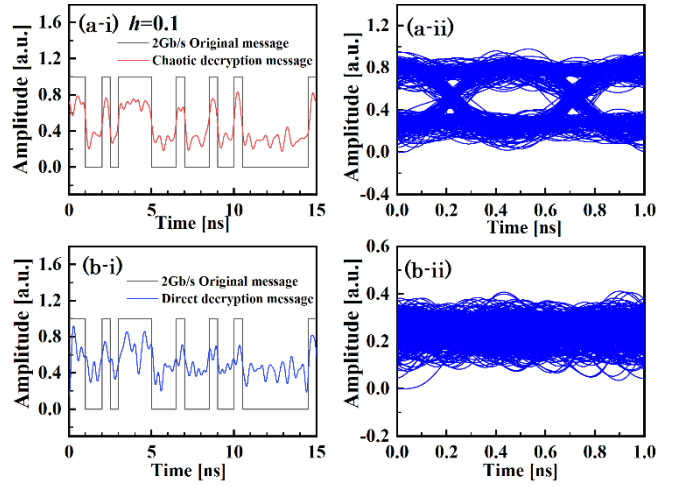 (a-i) h=0.1
2Gb/s Original message
Chaotic decryption message
Amplitude [a.u.]
1.6
1.2
0.8
0.4
0.0
0 5 10 15
Time [ns]
(a-ii)
Amplitude [a.u.]
1.2
0.8
0.4
0.0
-0.4
0.0 0.2 0.4 0.6 0.8 1.0
Time [ns]
(b-i)
2Gb/s Original message
Direct decryption message
Amplitude [a.u.]
1.6
1.2
0.8
0.4
0.0
0 5 10 15
Time [ns]
(b-ii)
Amplitude [a.u.]
0.6
0.4
0.2
0.0
-0.2
0.0 0.2 0.4 0.6 0.8 1.0
Time [ns]